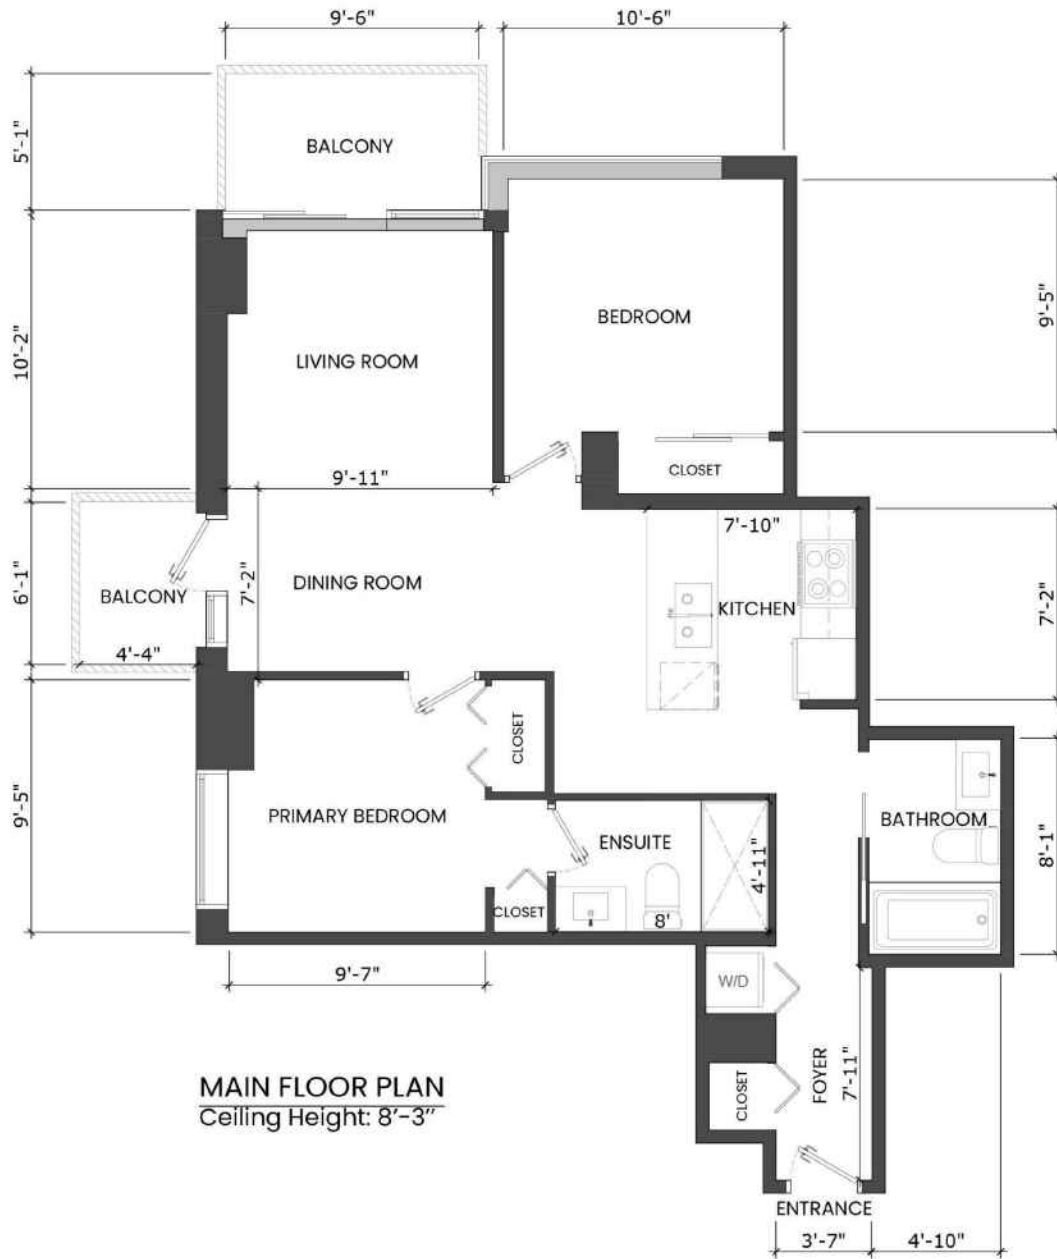 9'-6"
10'-6"
5'-1"
BALCONY
9'-5"
10'-2"
BEDROOM
LIVING ROOM
CLOSET
9'-11"
7'-10"
6'-1"
BALCONY
7'-2"
DINING ROOM
KITCHEN
7'-2"
4'-4"
CLOSET
9'-5"
PRIMARY BEDROOM
ENSUITE
4'-11"
BATHROOM
8'-1"
CLOSET
8'
9'-7"
W/D
FOYER
7'-11"
CLOSET
MAIN FLOOR PLAN
Ceiling Height: 8'-3"
ENTRANCE
3'-7"
4'-10"